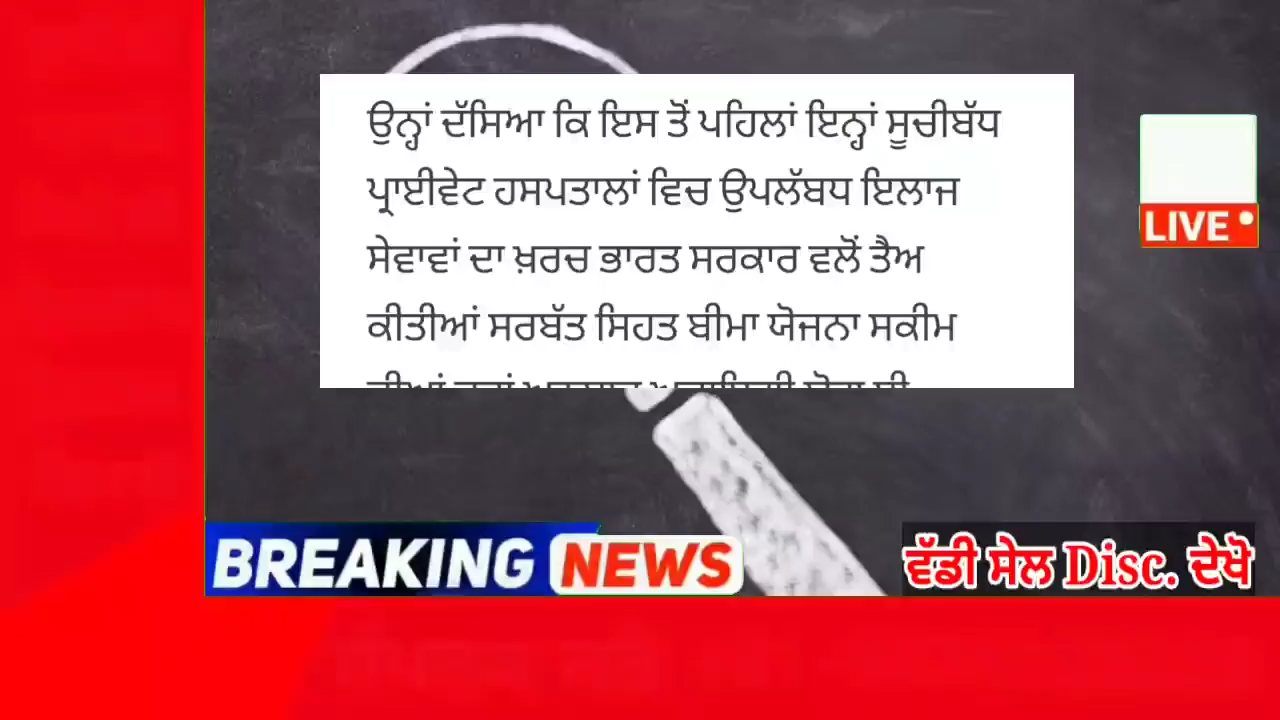 ਉਨ੍ਹਾਂ ਦੱਸਿਆ ਕਿ ਇਸ ਤੋਂ ਪਹਿਲਾਂ ਇਨ੍ਹਾਂ ਸੂਚੀਬੱਧ
ਪ੍ਰਾਈਵੇਟ ਹਸਪਤਾਲਾਂ ਵਿਚ ਉਪਲੱਬਧ ਇਲਾਜ
ਸੇਵਾਵਾਂ ਦਾ ਖ਼ਰਚ ਭਾਰਤ ਸਰਕਾਰ ਵਲੋਂ ਤੈਅ
ਕੀਤੀਆਂ ਸਰਬੱਤ ਸਿਹਤ ਬੀਮਾ ਯੋਜਨਾ ਸਕੀਮ
LIVE
BREAKING NEWS
ਵੱਡੀ ਸੇਲ Disc. ਦੇਖੋ